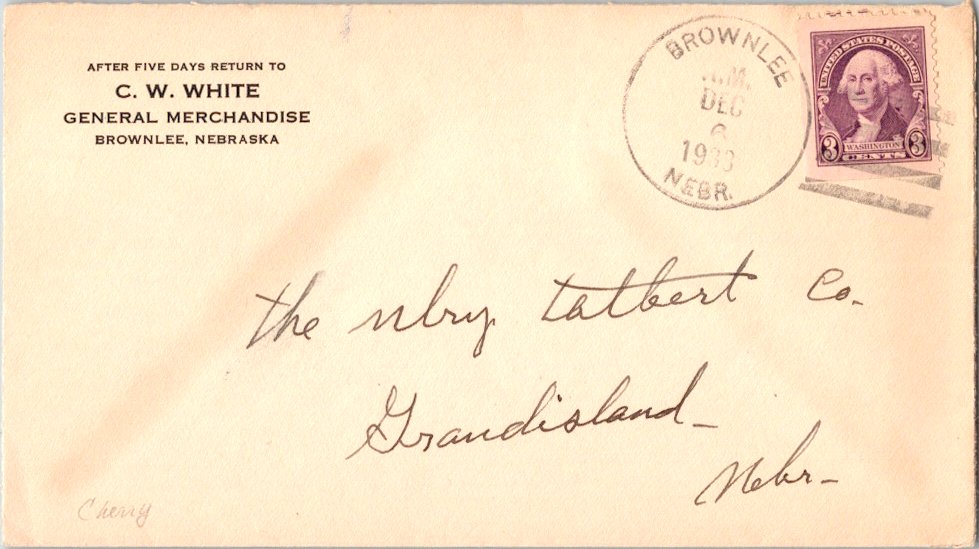 AFTER FIVE DAYS RETURN TO
C. W. WHITE
GENERAL MERCHANDISE
BROWNLEE, NEBRASKA
BROWNLEE
DEC
6
NEBR.
UNITED STATES POSTAGE
3 WASHINGTON 3
CENTS
the nbry. talbert Co.
Grandisland
Nebr-
Cherry